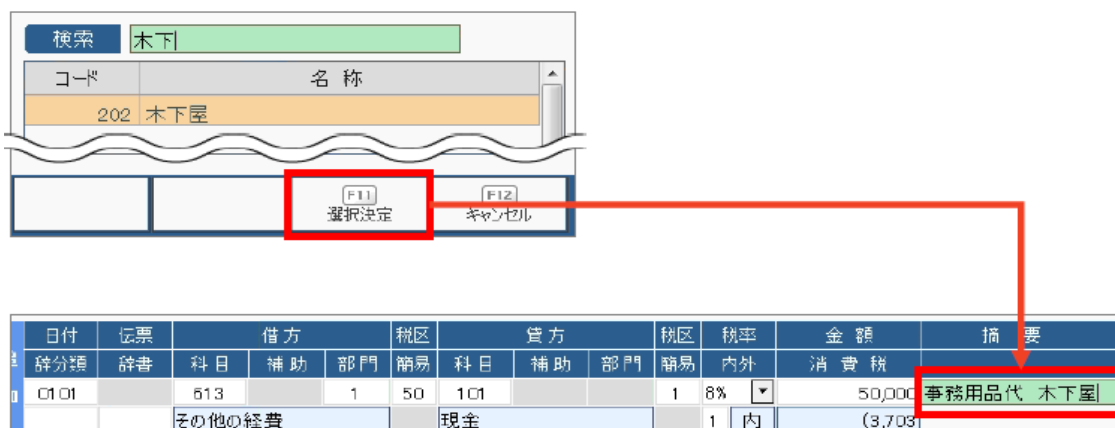 検索 木下
コード 名 称
202 木下屋
F11 F12
選択決定 キャンセル
日付 伝票 借 方 税区 貸 方 税区 税率 金 額 摘 要
辞分類 辞書 科 目 補 助 部 門 簡易 科 目 補 助 部 門 簡易 内外 消 費 税
0101 613 1 50 101 1 8% 50,000 事務用品代 木下屋
その他の経費 現金 1 内 (3,703